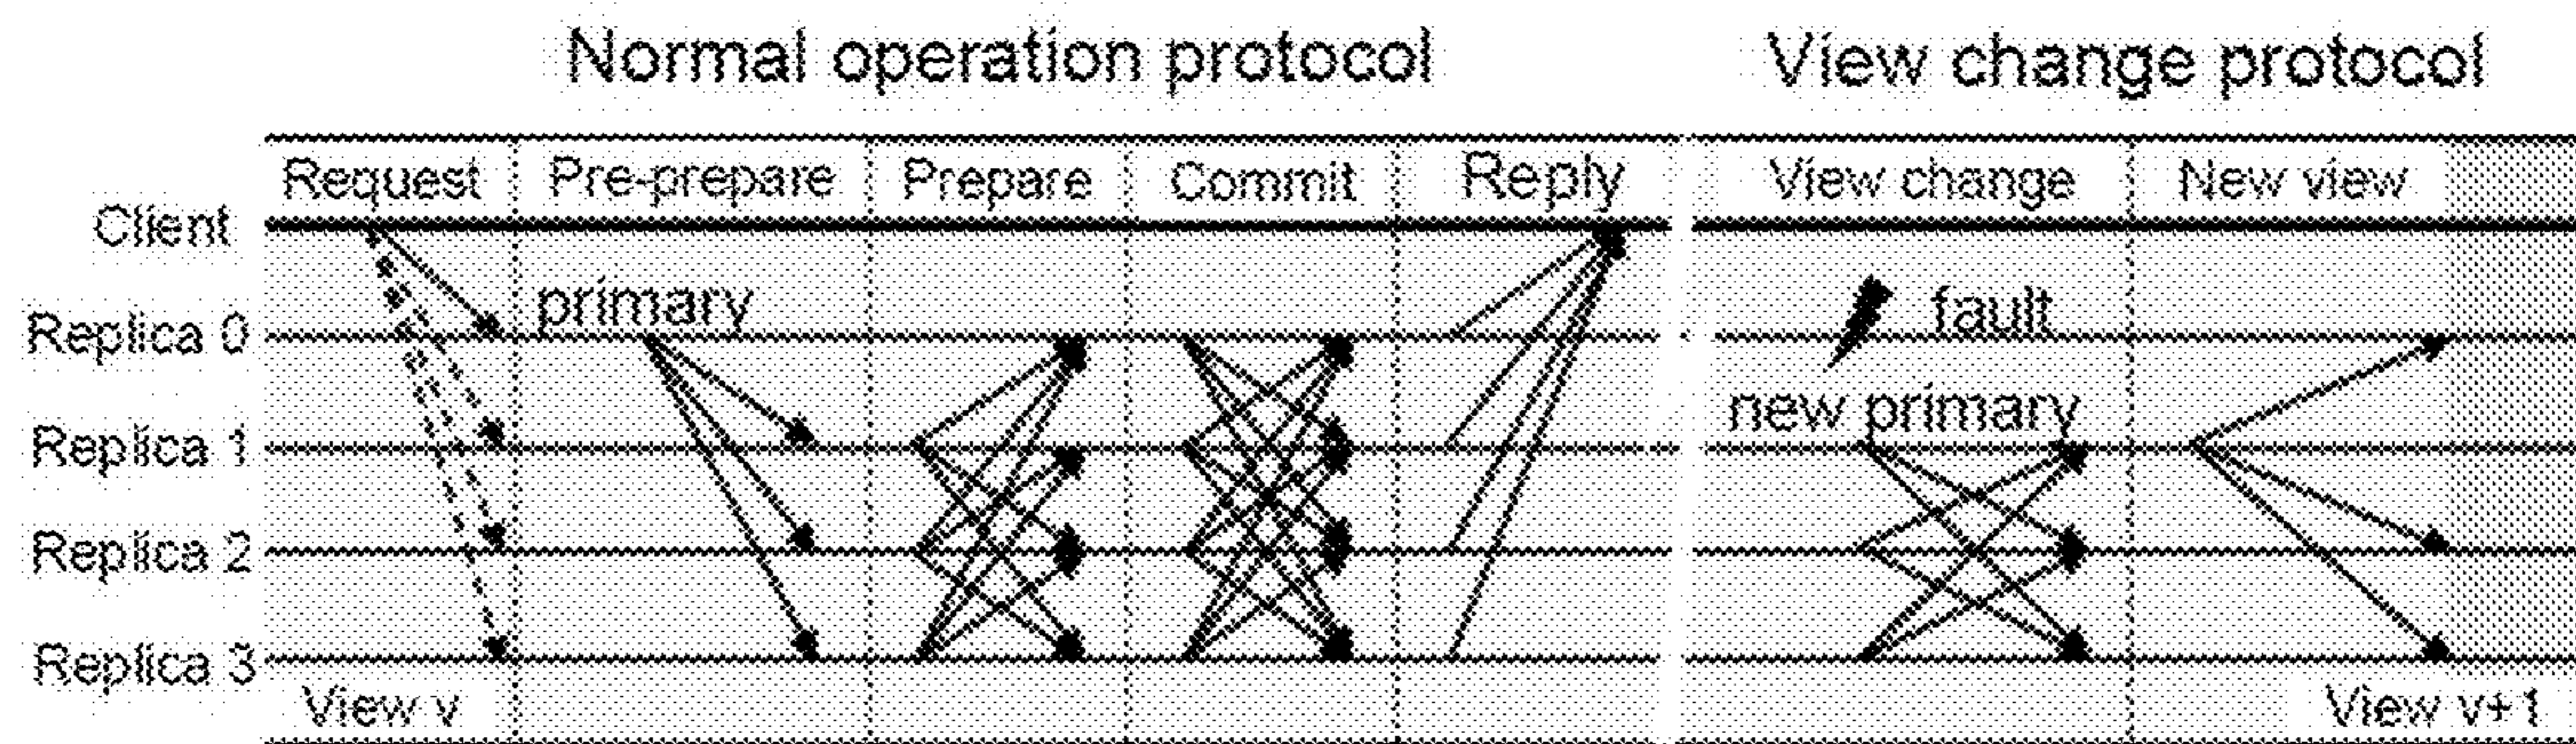 Normal operation protocol View change protocol
Request Pre-prepare Prepare Commit Reply View change New view
Client
primary fault
Replica 0
new primary
Replica 1
Replica 2
Replica 3
View v View v+1